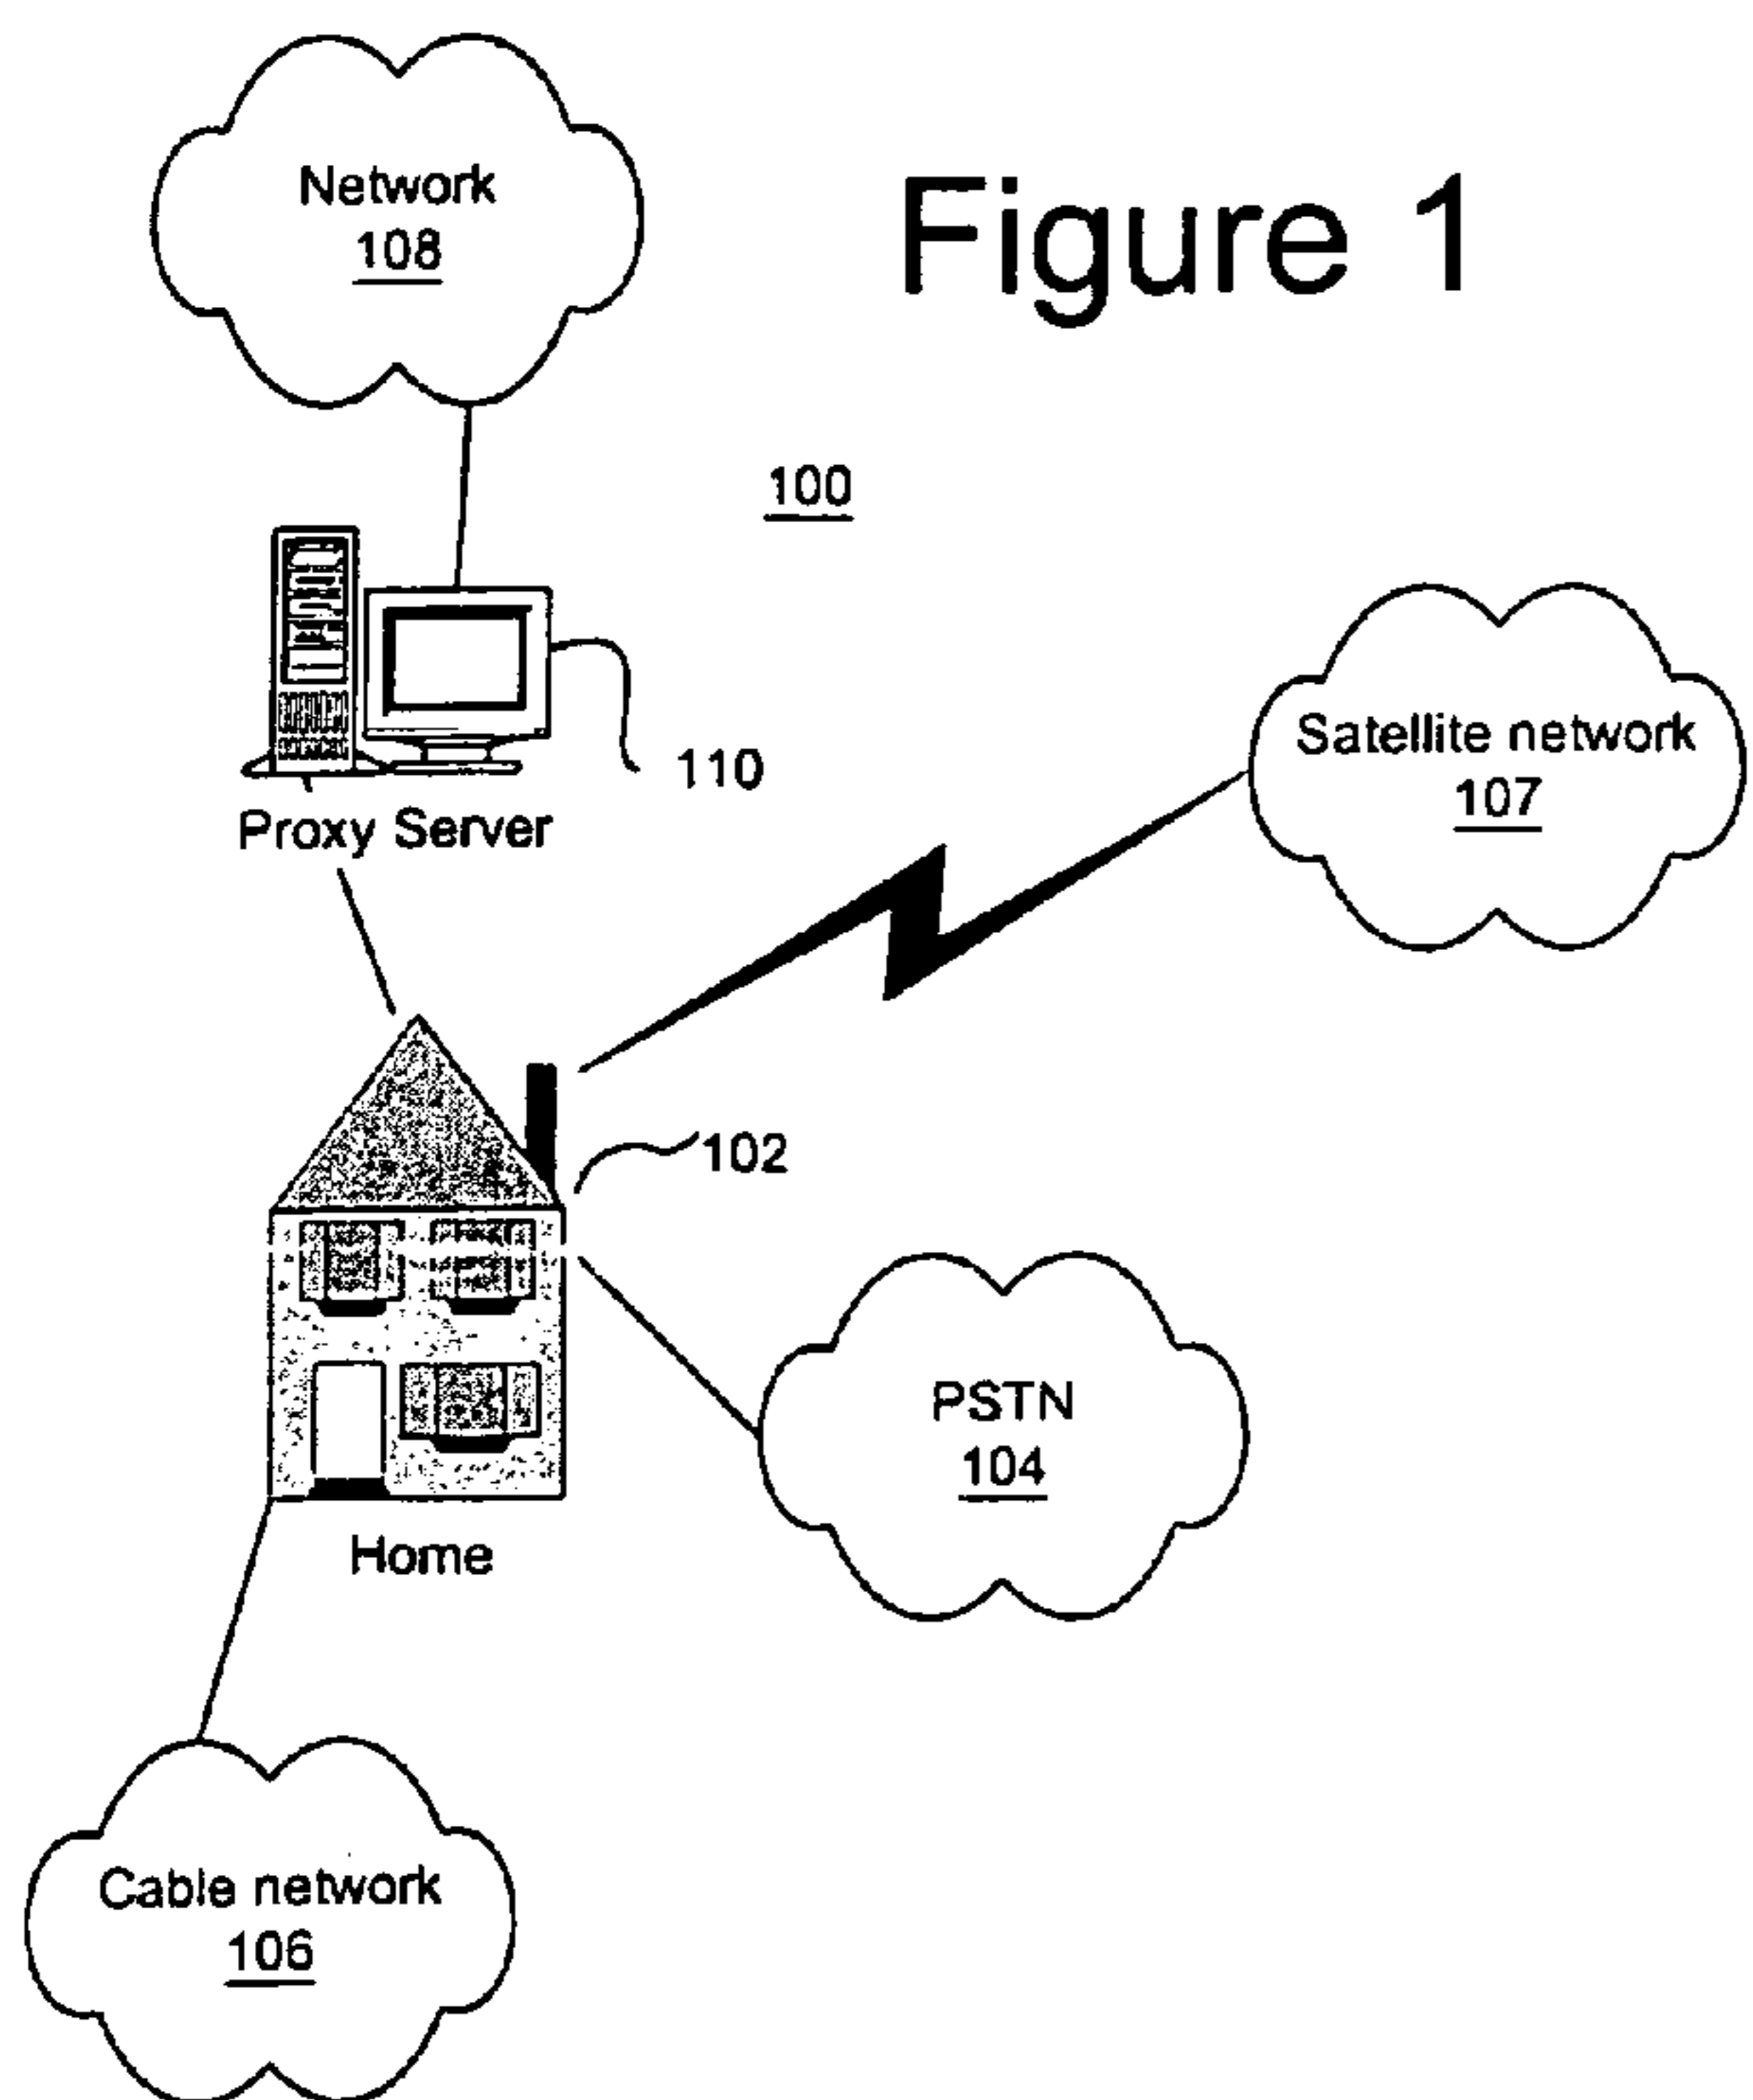 Network
108
Figure 1
100
110
Proxy Server
Satellite network
107
102
PSTN
104
Home
Cable network
106